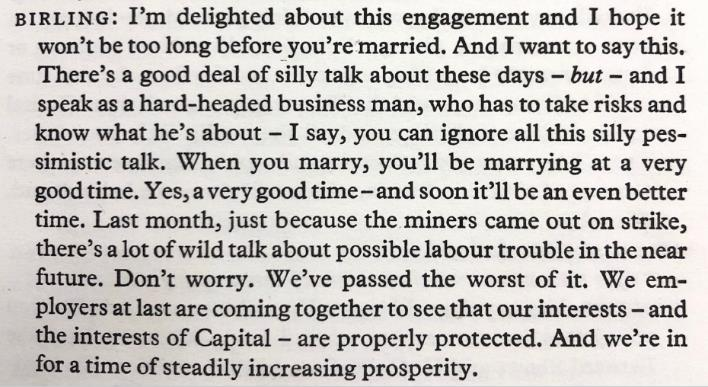 BIRLING: I'm delighted about this engagement and I hope it
won't be too long before you're married. And I want to say this.
There's a good deal of silly talk about these days – but – and I
speak as a hard-headed business man, who has to take risks and
know what he's about – I say, you can ignore all this silly pes-
simistic talk. When you marry, you'll be marrying at a very
good time. Yes, a very good time – and soon it'll be an even better
time. Last month, just because the miners came out on strike,
there's a lot of wild talk about possible labour trouble in the near
future. Don't worry. We've passed the worst of it. We em-
ployers at last are coming together to see that our interests – and
the interests of Capital – are properly protected. And we're in
for a time of steadily increasing prosperity.